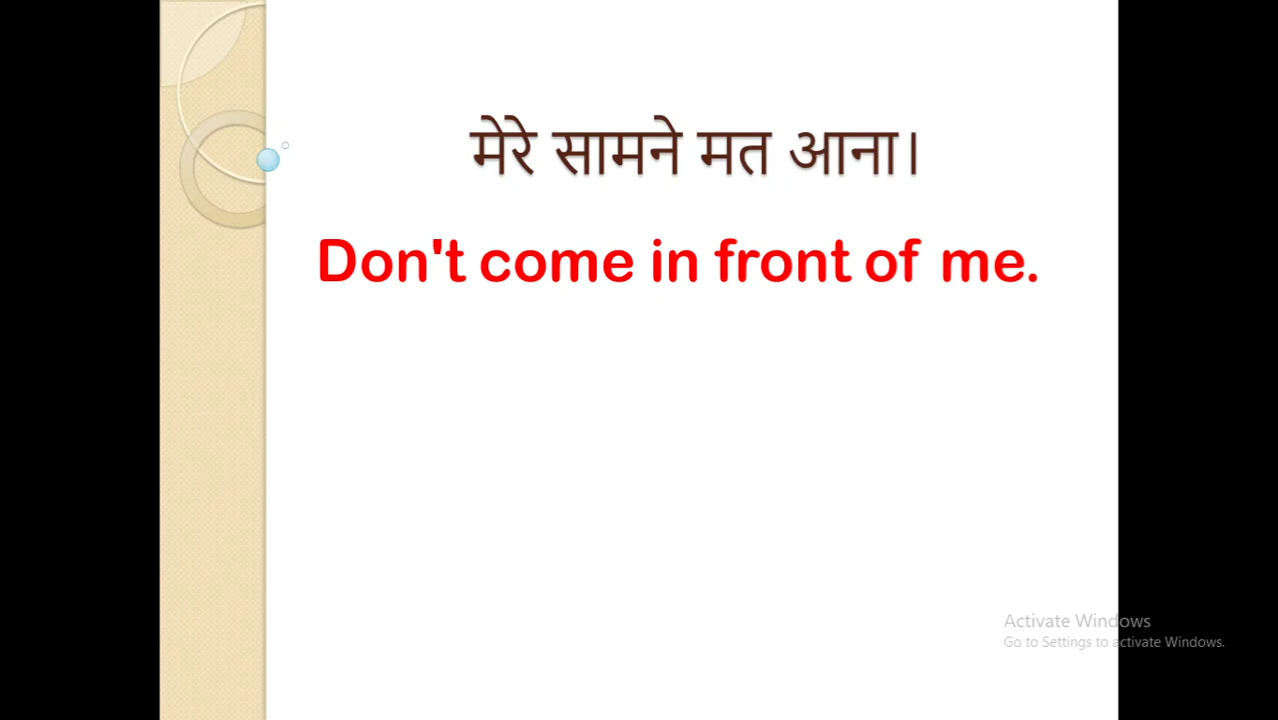 मेरे सामने मत आना।
Don't come in front of me.
Activate Windows
Go to Settings to activate Windows.